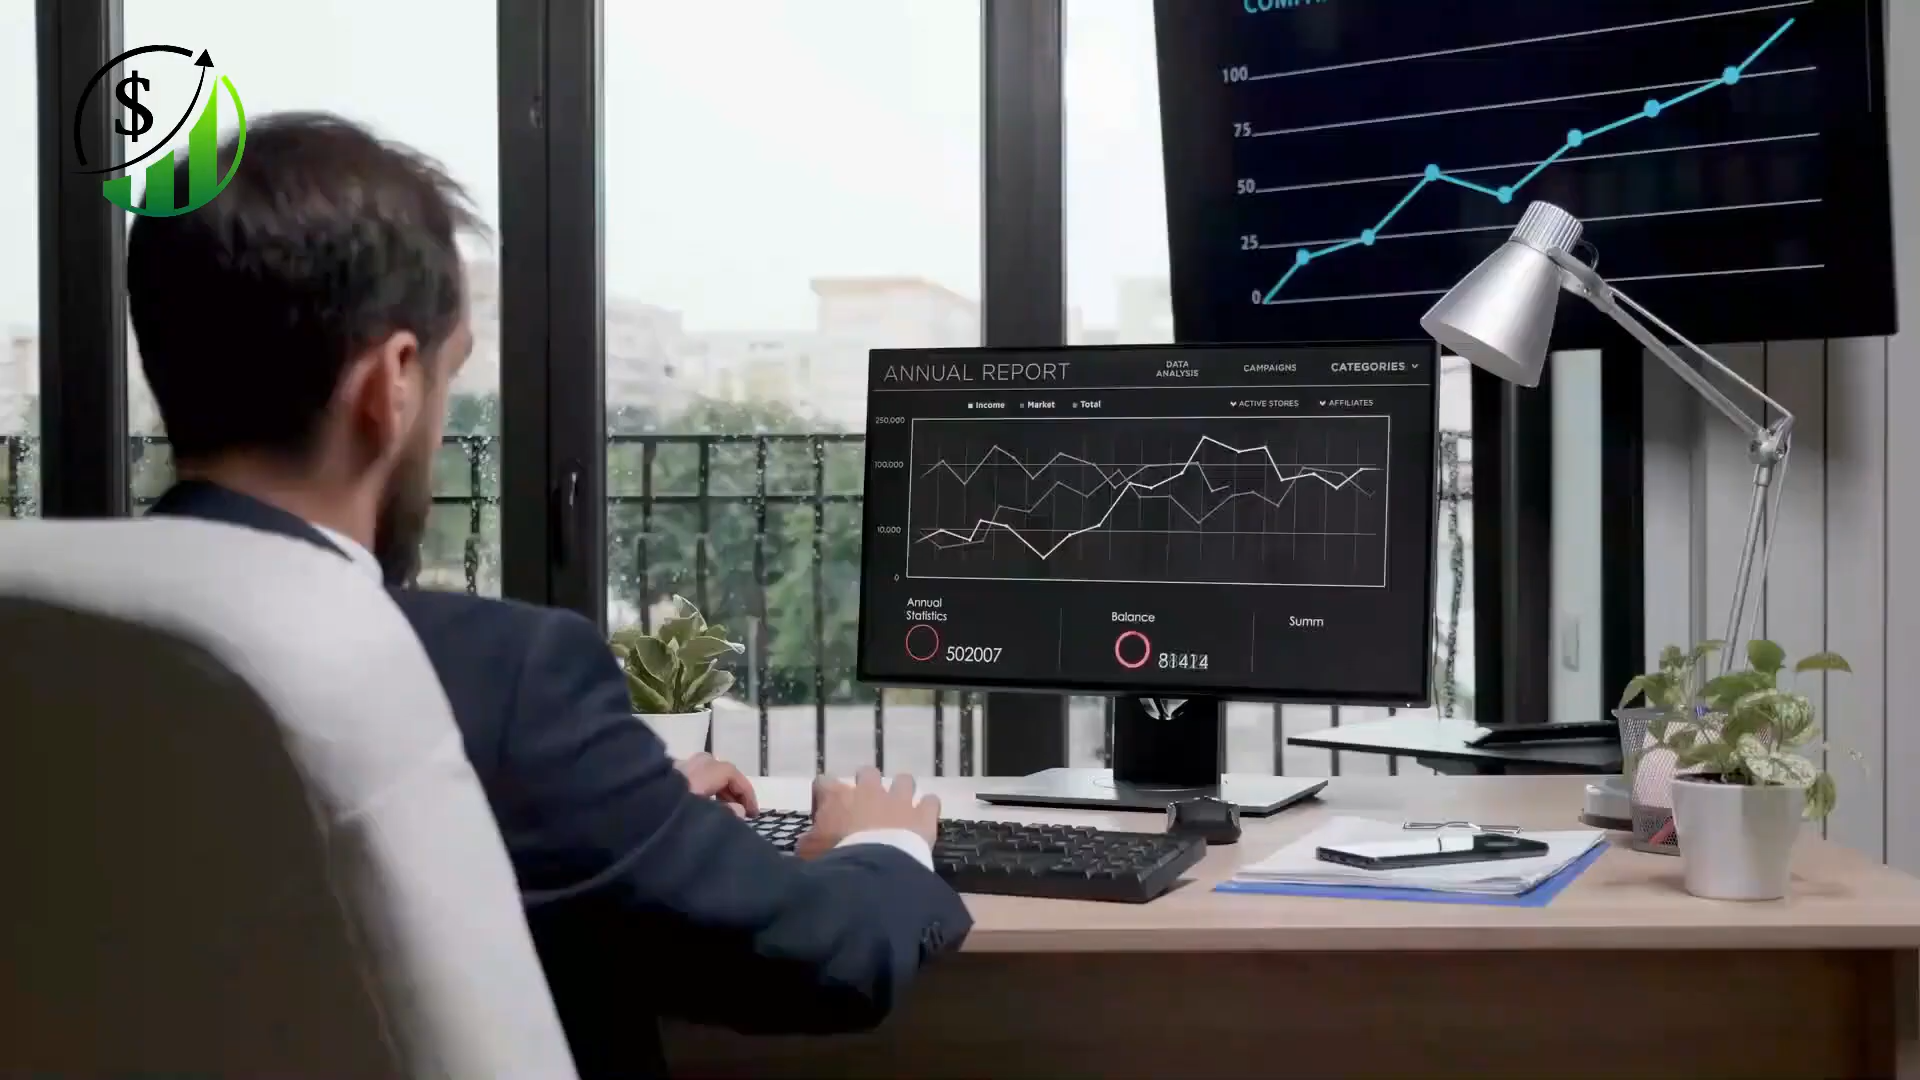 $
100
75
50
25
0
ANNUAL REPORT
DATA
ANALYSIS
CAMPAIGNS
CATEGORIES
Income
Market
Total
ACTIVE STORES
AFFILIATES
250,000
100,000
10,000
0
Annual
Statistics
502007
Balance
Summ